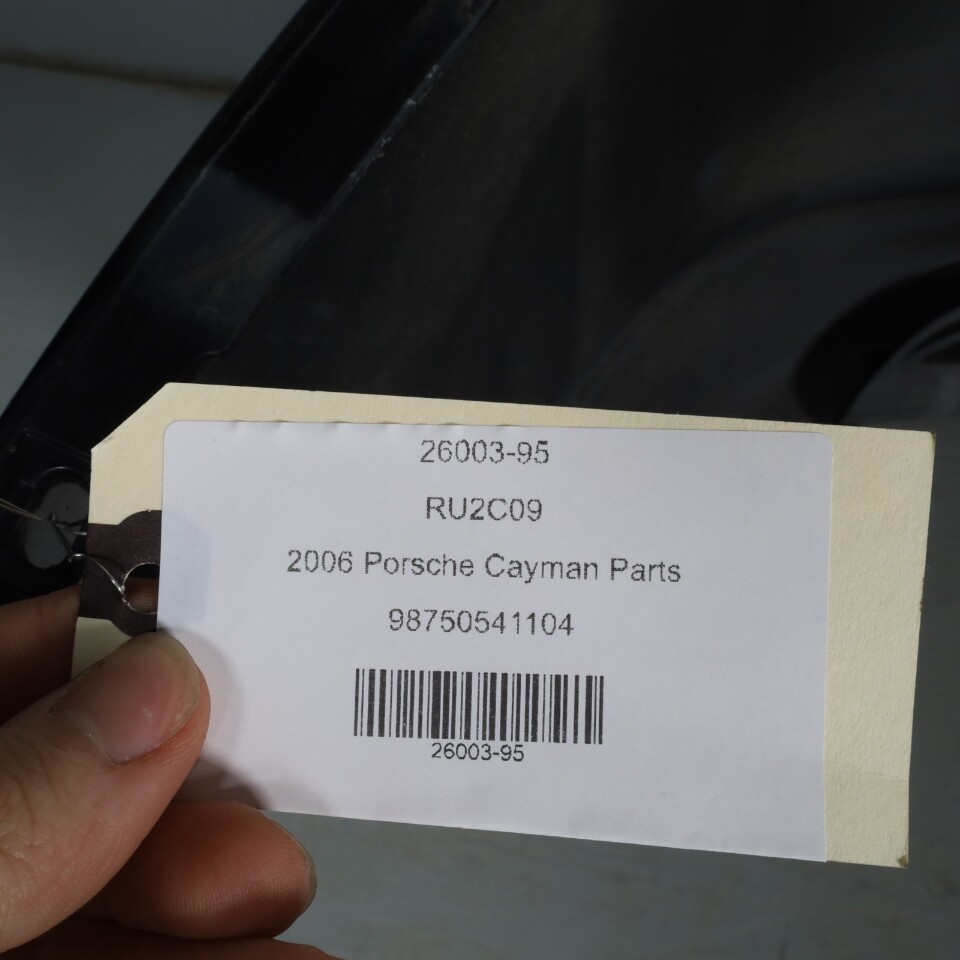 26003-95
RU2C09
2006 Porsche Cayman Parts
98750541104
26003-95